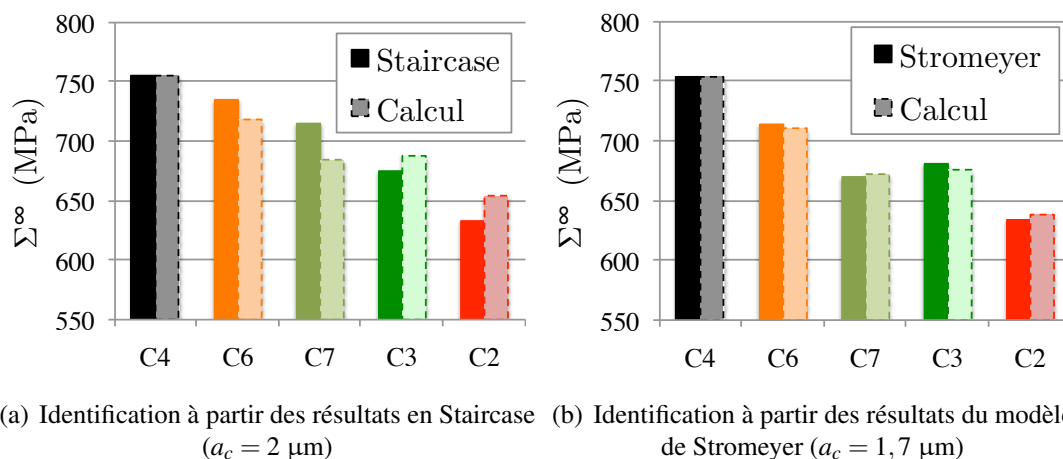 800
750
700
650
600
550
Σ∞ (MPa)
Staircase
Calcul
C4 C6 C7 C3 C2
800
750
700
650
600
550
Σ∞ (MPa)
Stromeyer
Calcul
C4 C6 C7 C3 C2
(a) Identification à partir des résultats en Staircase
(a_c = 2 µm)
(b) Identification à partir des résultats du modèl
de Stromeyer (a_c = 1,7 µm)